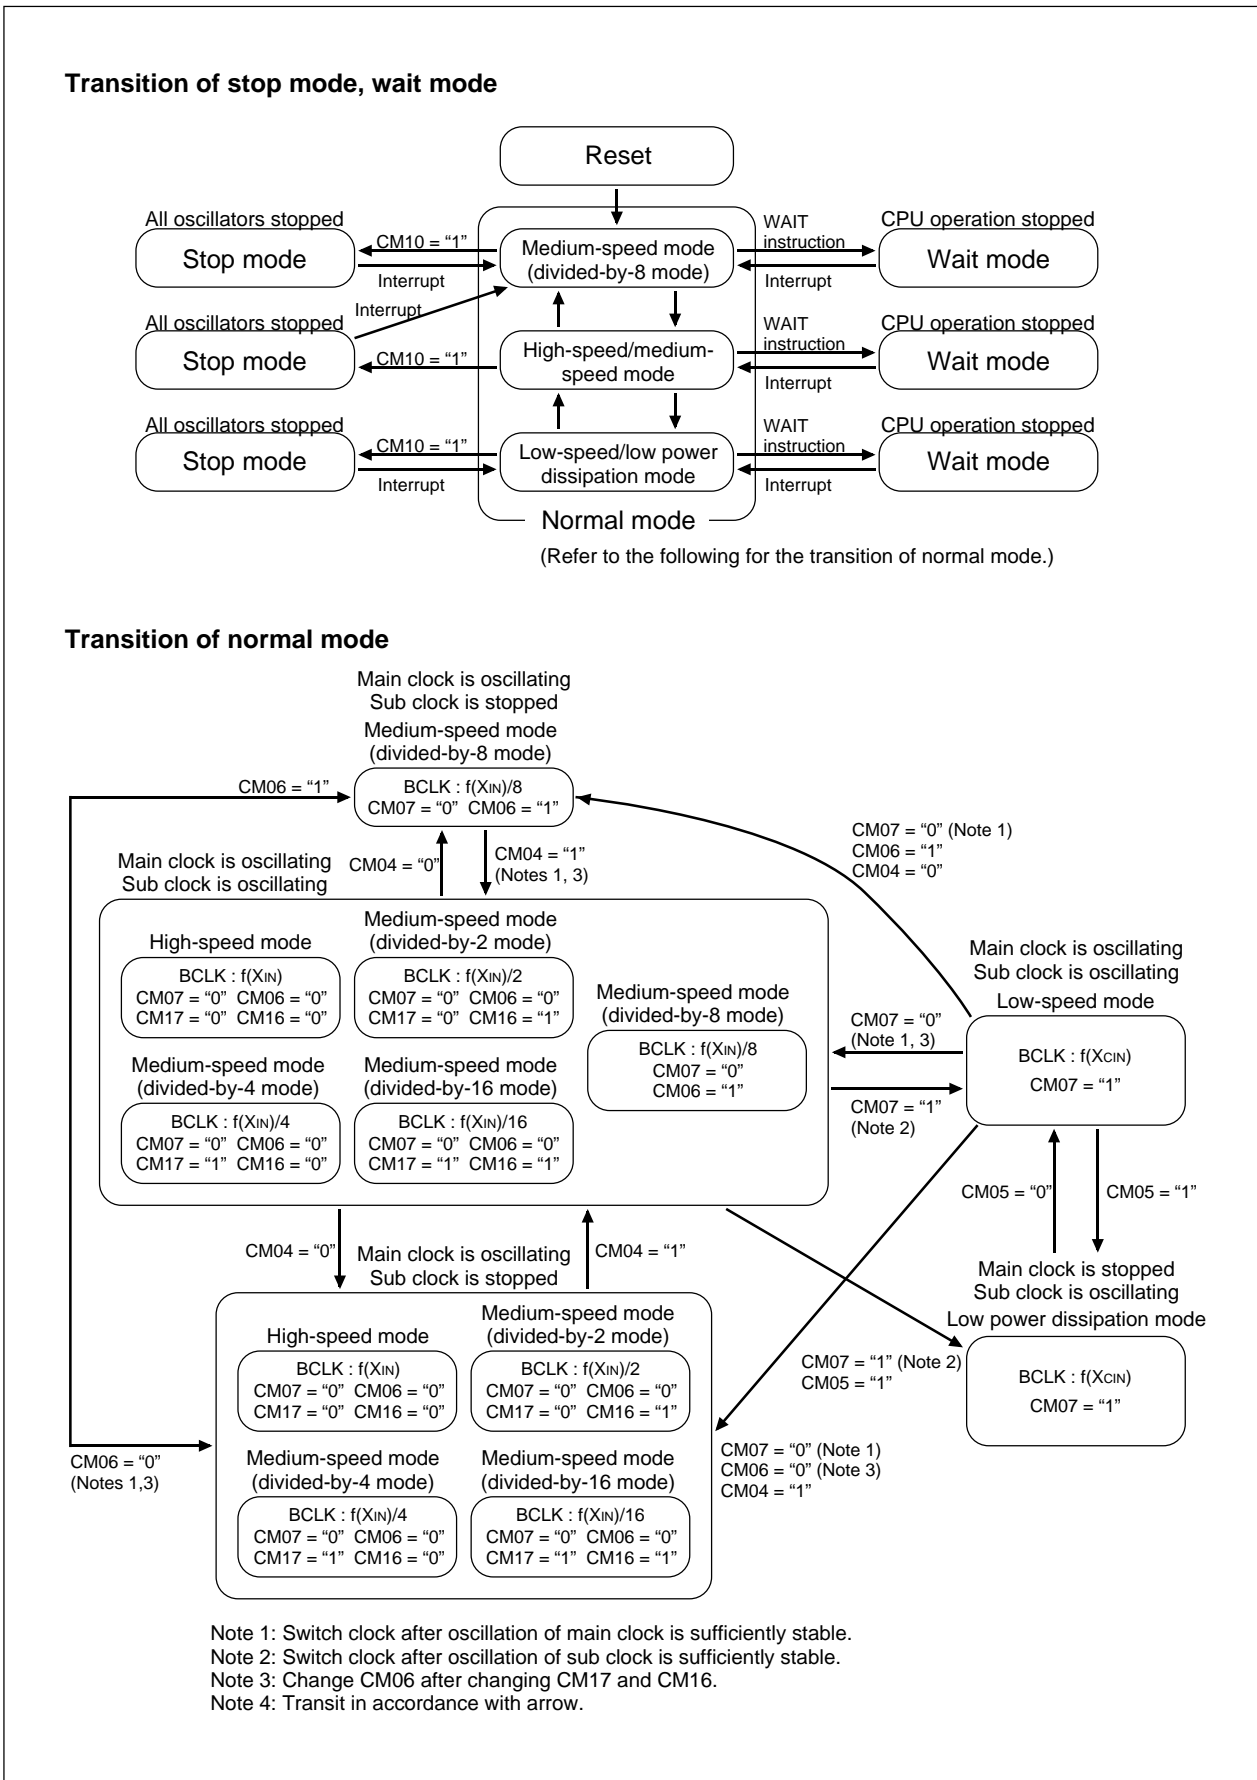 Transition of stop mode, wait mode
Reset
All oscillators stopped
Stop mode
CM10 = “1”
Interrupt
Medium-speed mode
(divided-by-8 mode)
WAIT
instruction
Interrupt
CPU operation stopped
Wait mode
Interrupt
All oscillators stopped
Stop mode
CM10 = “1”
High-speed/medium-
speed mode
WAIT
instruction
Interrupt
CPU operation stopped
Wait mode
All oscillators stopped
Stop mode
CM10 = “1”
Interrupt
Low-speed/low power
dissipation mode
WAIT
instruction
Interrupt
CPU operation stopped
Wait mode
Normal mode
(Refer to the following for the transition of normal mode.)
Transition of normal mode
Main clock is oscillating
Sub clock is stopped
Medium-speed mode
(divided-by-8 mode)
BCLK : f(XIN)/8
CM07 = “0” CM06 = “1”
CM06 = “1”
CM04 = “0”
CM04 = “1”
(Notes 1, 3)
CM07 = “0” (Note 1)
CM06 = “1”
CM04 = “0”
Main clock is oscillating
Sub clock is oscillating
High-speed mode
BCLK : f(XIN)
CM07 = “0” CM06 = “0”
CM17 = “0” CM16 = “0”
Medium-speed mode
(divided-by-2 mode)
BCLK : f(XIN)/2
CM07 = “0” CM06 = “0”
CM17 = “0” CM16 = “1”
Medium-speed mode
(divided-by-8 mode)
BCLK : f(XIN)/8
CM07 = “0”
CM06 = “1”
Medium-speed mode
(divided-by-4 mode)
BCLK : f(XIN)/4
CM07 = “0” CM06 = “0”
CM17 = “1” CM16 = “0”
Medium-speed mode
(divided-by-16 mode)
BCLK : f(XIN)/16
CM07 = “0” CM06 = “0”
CM17 = “1” CM16 = “1”
CM07 = “0”
(Note 1, 3)
CM07 = “1”
(Note 2)
Main clock is oscillating
Sub clock is oscillating
Low-speed mode
BCLK : f(XCIN)
CM07 = “1”
CM05 = “0”
CM05 = “1”
Main clock is stopped
Sub clock is oscillating
Low power dissipation mode
BCLK : f(XCIN)
CM07 = “1”
CM07 = “1” (Note 2)
CM05 = “1”
CM04 = “0”
Main clock is oscillating
Sub clock is stopped
CM04 = “1”
High-speed mode
BCLK : f(XIN)
CM07 = “0” CM06 = “0”
CM17 = “0” CM16 = “0”
Medium-speed mode
(divided-by-2 mode)
BCLK : f(XIN)/2
CM07 = “0” CM06 = “0”
CM17 = “0” CM16 = “1”
Medium-speed mode
(divided-by-4 mode)
BCLK : f(XIN)/4
CM07 = “0” CM06 = “0”
CM17 = “1” CM16 = “0”
Medium-speed mode
(divided-by-16 mode)
BCLK : f(XIN)/16
CM07 = “0” CM06 = “0”
CM17 = “1” CM16 = “1”
CM06 = “0”
(Notes 1,3)
CM07 = “0” (Note 1)
CM06 = “0” (Note 3)
CM04 = “1”
Note 1: Switch clock after oscillation of main clock is sufficiently stable.
Note 2: Switch clock after oscillation of sub clock is sufficiently stable.
Note 3: Change CM06 after changing CM17 and CM16.
Note 4: Transit in accordance with arrow.